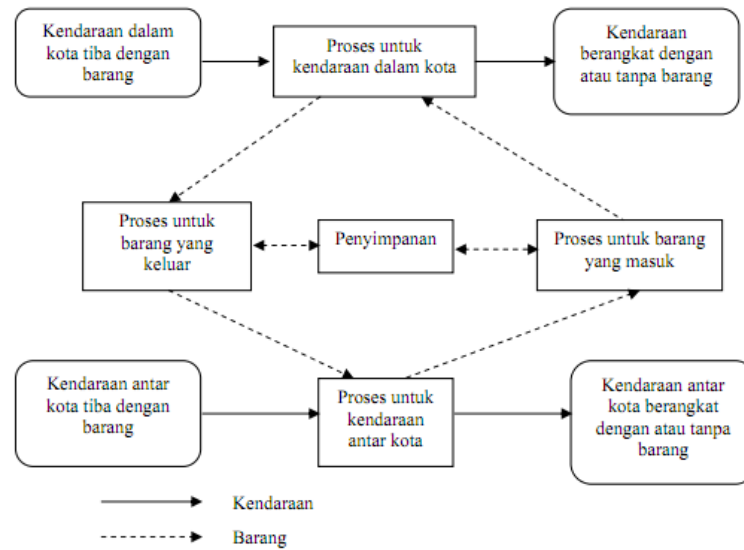 Kendaraan dalam
kota tiba dengan
barang
Proses untuk
kendaraan dalam kota
Kendaraan
berangkat dengan
atau tanpa barang
Proses untuk
barang yang
keluar
Penyimpanan
Proses untuk barang
yang masuk
Kendaraan antar
kota tiba dengan
barang
Proses untuk
kendaraan
antar kota
Kendaraan antar
kota berangkat
dengan atau tanpa
barang
Kendaraan
Barang